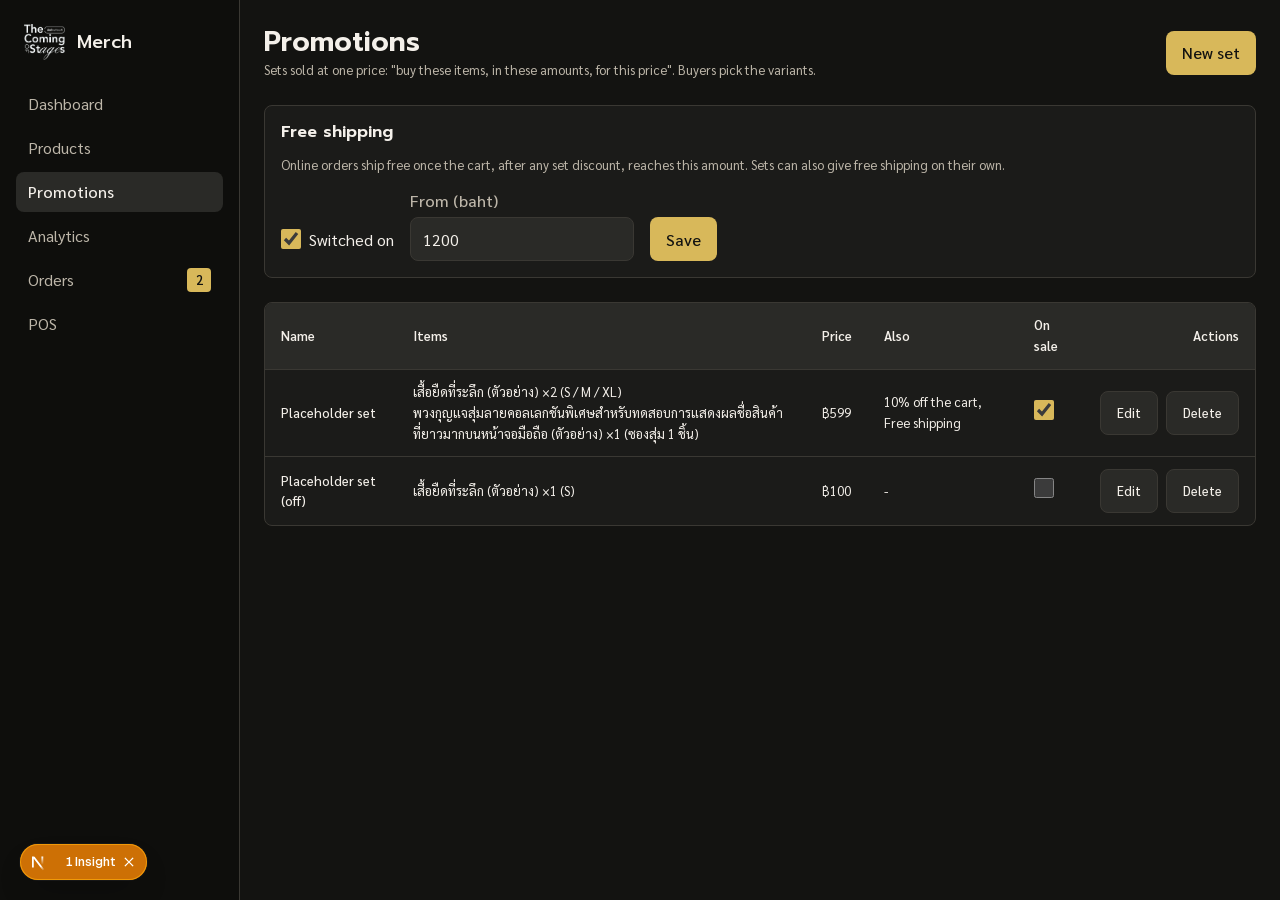 The
Coming
Stages
Merch
Dashboard
Products
Promotions
Analytics
Orders
2
POS
Promotions
Sets sold at one price: "buy these items, in these amounts, for this price". Buyers pick the variants.
New set
Free shipping
Online orders ship free once the cart, after any set discount, reaches this amount. Sets can also give free shipping on their own.
Switched on
From (baht)
1200
Save
Name
Items
Price
Also
On
sale
Actions
Placeholder set
เสื้อยืดที่ระลึก (ตัวอย่าง) ×2 (S / M / XL)
พวงกุญแจสุ่มลายคอลเลกชันพิเศษสำหรับทดสอบการแสดงผลชื่อสินค้า
ที่ยาวมากบนหน้าจอมือถือ (ตัวอย่าง) ×1 (ซองสุ่ม 1 ชิ้น)
฿599
10% off the cart,
Free shipping
Edit
Delete
Placeholder set
(off)
เสื้อยืดที่ระลึก (ตัวอย่าง) ×1 (S)
฿100
-
Edit
Delete
N
1 Insight